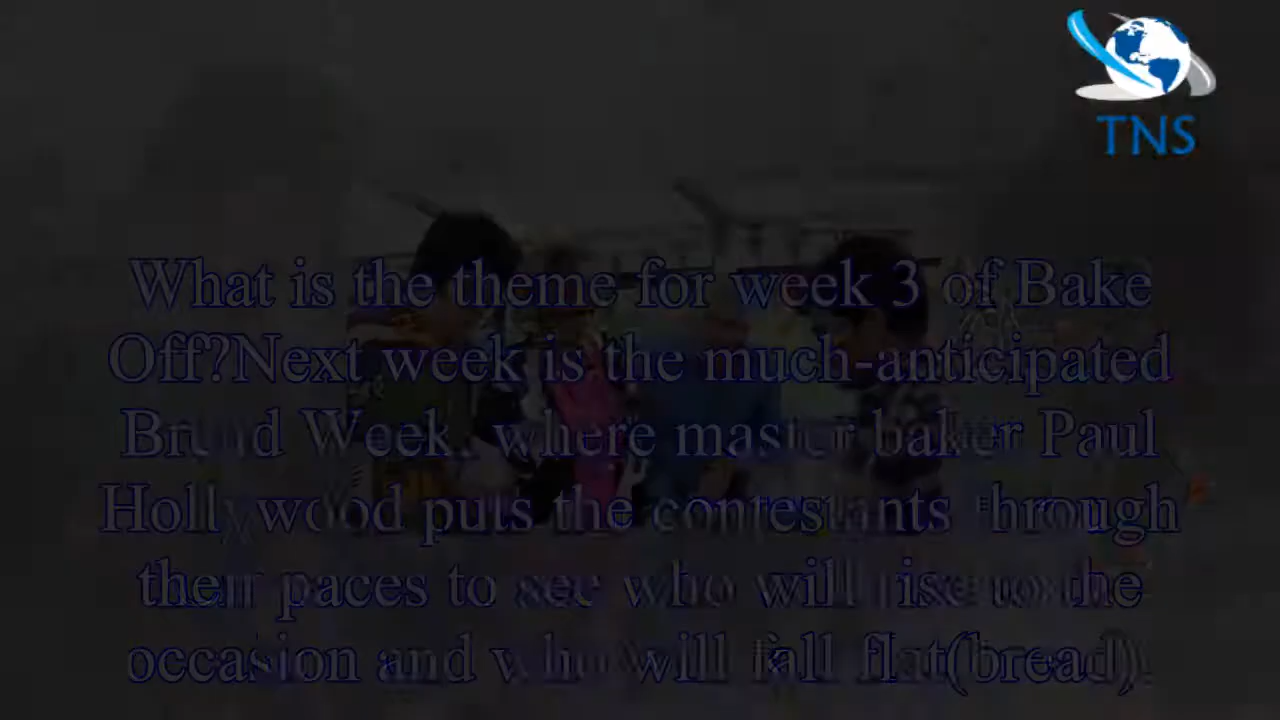 TNS
What is the theme for week 3 of Bake
Off?Next week is the much-anticipated
Bread Week, where master baker Paul
Hollywood puts the contestants through
their paces to see who will rise to the
occasion and who will fall flat(bread).